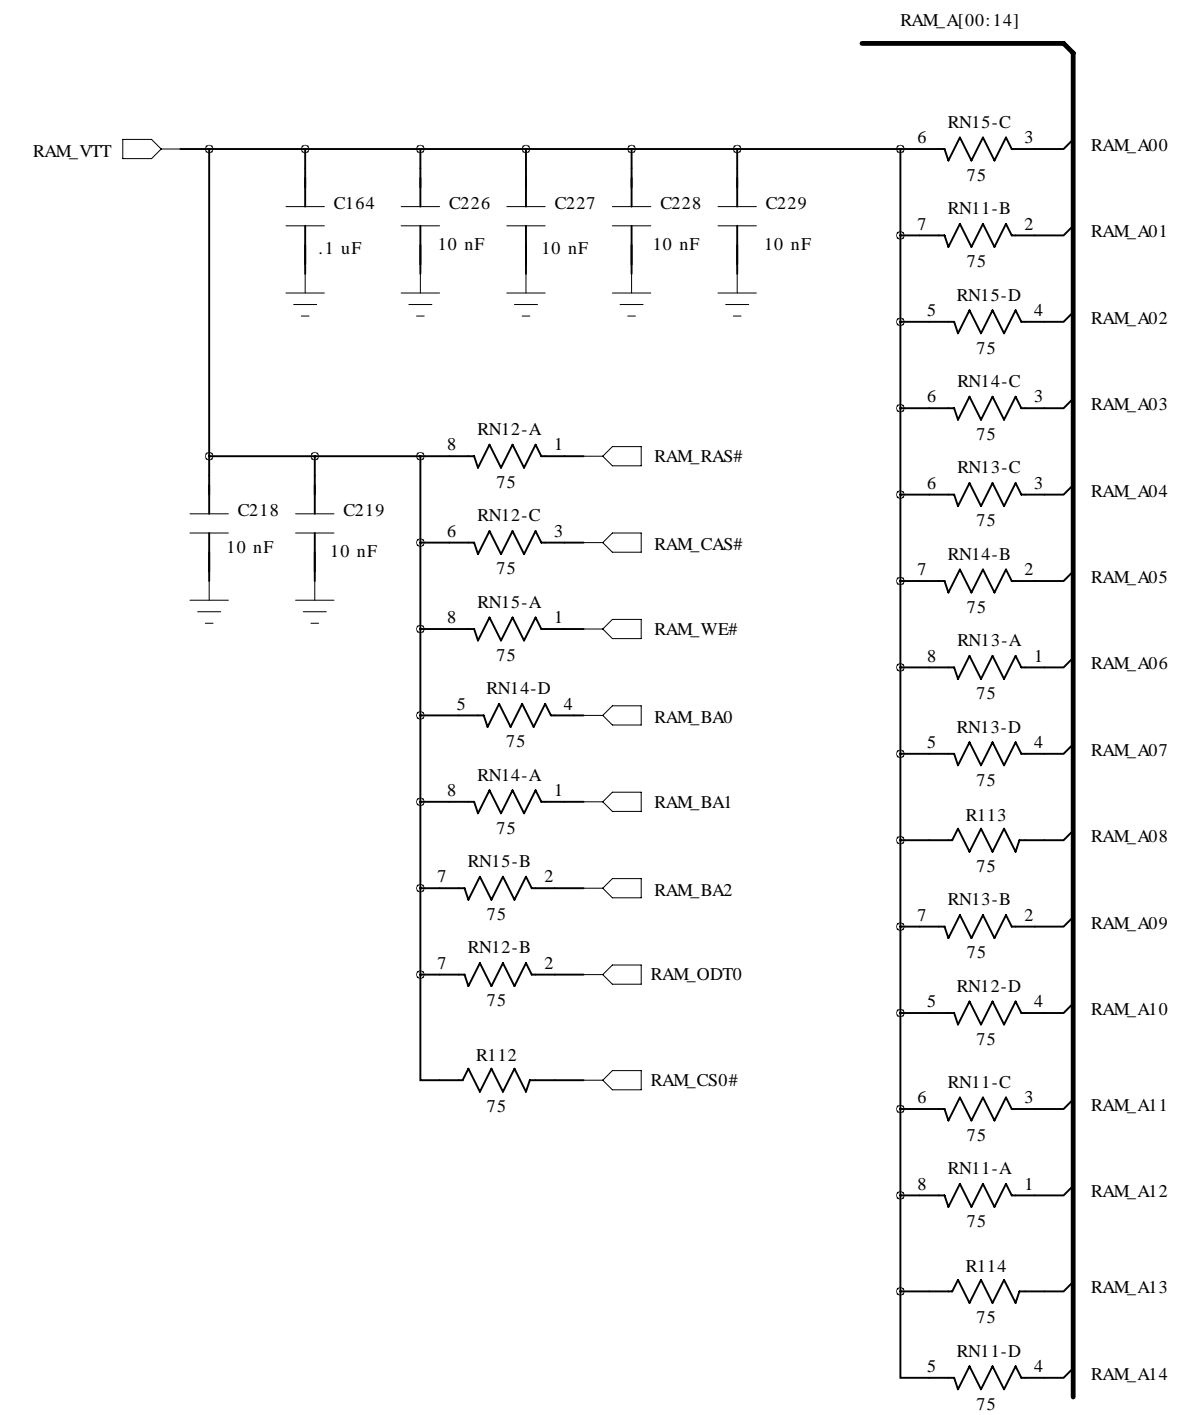 RAM_A[00:14]
RAM_VTT
6 RN15-C 3 RAM_A00
75
C164
.1 uF
C226
10 nF
C227
10 nF
C228
10 nF
C229
10 nF
7 RN11-B 2 RAM_A01
75
5 RN15-D 4 RAM_A02
75
6 RN14-C 3 RAM_A03
75
6 RN13-C 3 RAM_A04
75
7 RN14-B 2 RAM_A05
75
8 RN13-A 1 RAM_A06
75
5 RN13-D 4 RAM_A07
75
R113 RAM_A08
75
7 RN13-B 2 RAM_A09
75
5 RN12-D 4 RAM_A10
75
6 RN11-C 3 RAM_A11
75
8 RN11-A 1 RAM_A12
75
R114 RAM_A13
75
5 RN11-D 4 RAM_A14
75
C218
10 nF
C219
10 nF
8 RN12-A 1 RAM_RAS#
75
6 RN12-C 3 RAM_CAS#
75
8 RN15-A 1 RAM_WE#
75
5 RN14-D 4 RAM_BA0
75
8 RN14-A 1 RAM_BA1
75
7 RN15-B 2 RAM_BA2
75
7 RN12-B 2 RAM_ODT0
75
R112 RAM_CS0#
75